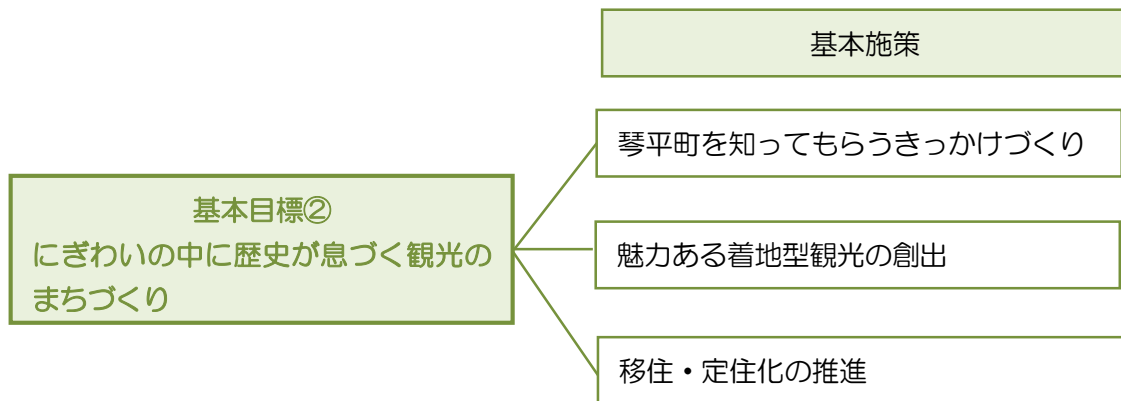 基本施策
琴平町を知ってもらうきっかけづくり
基本目標②
にぎわいの中に歴史が息づく観光の
まちづくり
魅力ある着地型観光の創出
移住・定住化の推進